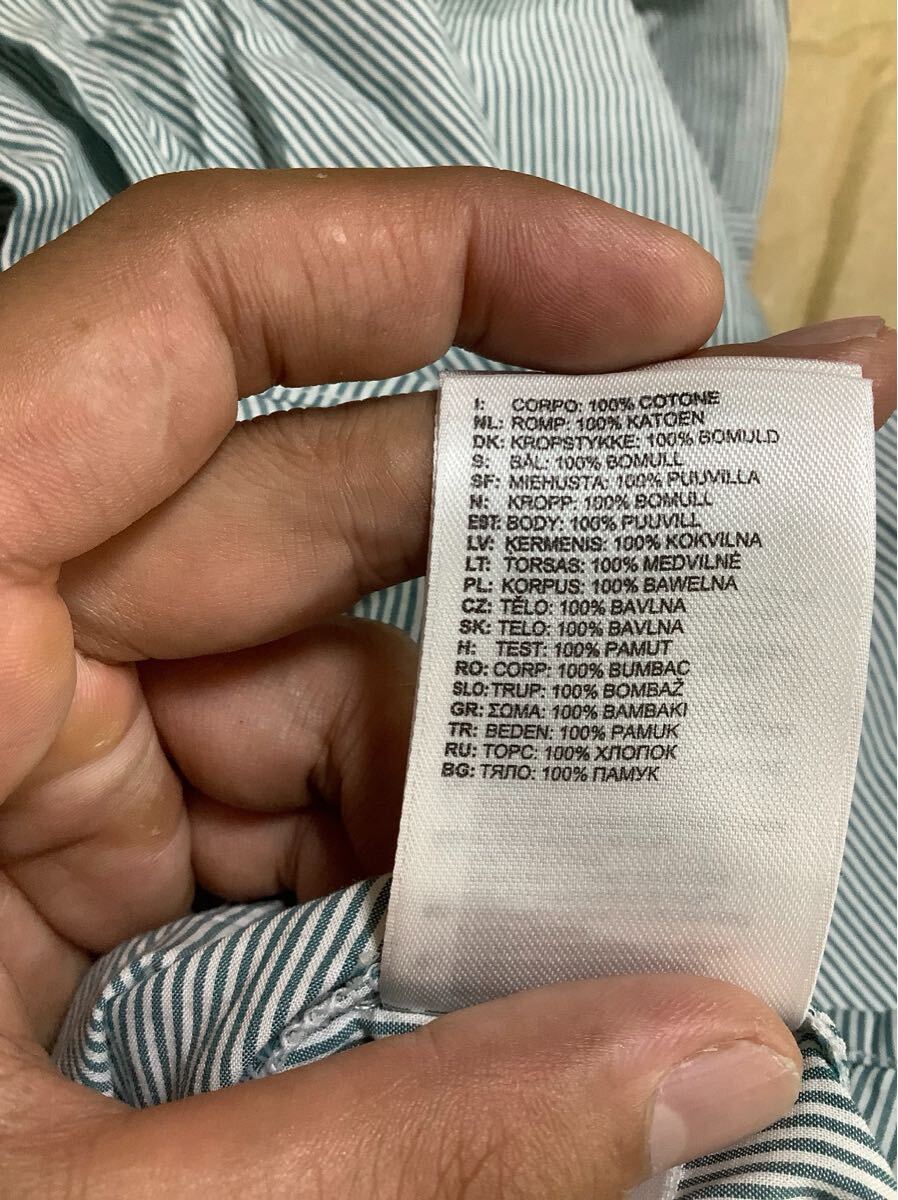 I: CORPO: 100% COTONE
NL: ROMP: 100% KATOEN
DK: KROPSTYKKE: 100% BOMULD
S: BÅL: 100% BOMULL
SF: MIEHUSTA: 100% PUUVILLA
N: KROPP: 100% BOMULL
EST: BODY: 100% PUUVILL
LV: ĶERMENIS: 100% KOKVILNA
LT: TORSAS: 100% MEDVILNĖ
PL: KORPUS: 100% BAWEŁNA
CZ: TĚLO: 100% BAVLNA
SK: TELO: 100% BAVLNA
H: TEST: 100% PAMUT
RO: CORP: 100% BUMBAC
SLO: TRUP: 100% BOMBAŽ
GR: ΣΩΜΑ: 100% ΒΑΜΒΑΚΙ
TR: BEDEN: 100% PAMUK
RU: ТОРС: 100% ХЛОПОК
BG: ТЯЛО: 100% ПАМУК